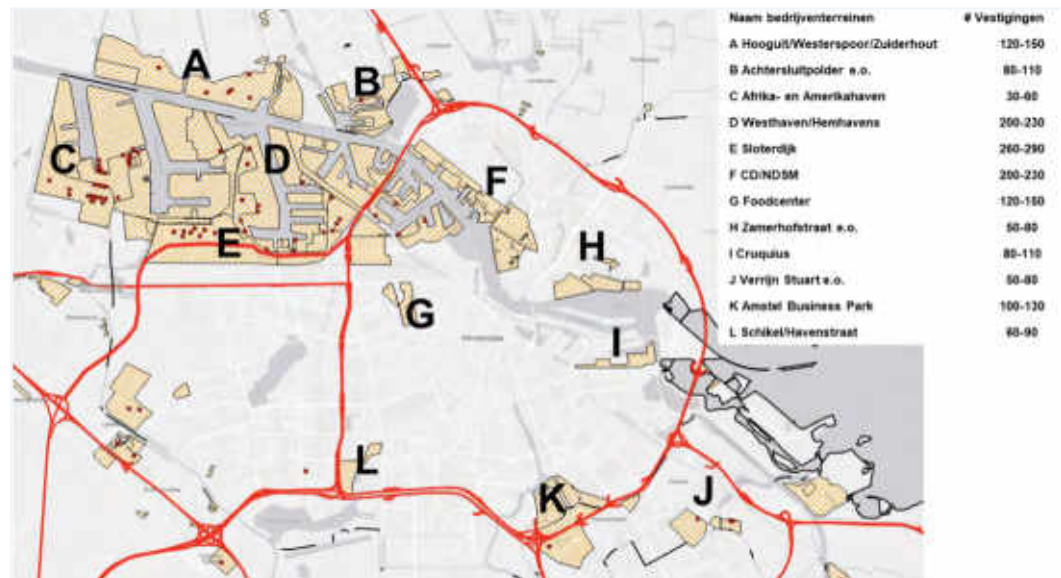 Naam bedrijventerreinen # Vestigingen
A Hooguit/Westerspoor/Zuiderhout 120-150
B Achtersluitpolder e.o. 80-110
C Afrika- en Amerikahaven 30-60
D Westhaven/Hemhavens 200-230
E Sloterdijk 260-290
F CD/NDSM 200-230
G Foodcenter 120-150
H Zamerhofstraat e.o. 50-80
I Cruquius 80-110
J Verrijn Stuart e.o. 50-80
K Amstel Business Park 100-130
L Schikel/Havenstraat 60-90
A
B
C
D
E
F
G
H
I
J
K
L